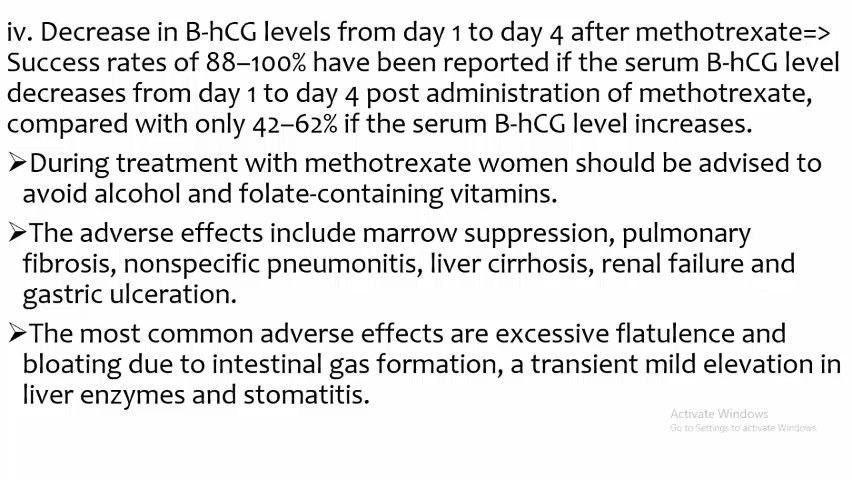 iv. Decrease in B-hCG levels from day 1 to day 4 after methotrexate=>
Success rates of 88–100% have been reported if the serum B-hCG level
decreases from day 1 to day 4 post administration of methotrexate,
compared with only 42–62% if the serum B-hCG level increases.
➢During treatment with methotrexate women should be advised to
avoid alcohol and folate-containing vitamins.
➢The adverse effects include marrow suppression, pulmonary
fibrosis, nonspecific pneumonitis, liver cirrhosis, renal failure and
gastric ulceration.
➢The most common adverse effects are excessive flatulence and
bloating due to intestinal gas formation, a transient mild elevation in
liver enzymes and stomatitis.
Activate Windows
Go to Settings to activate Windows.